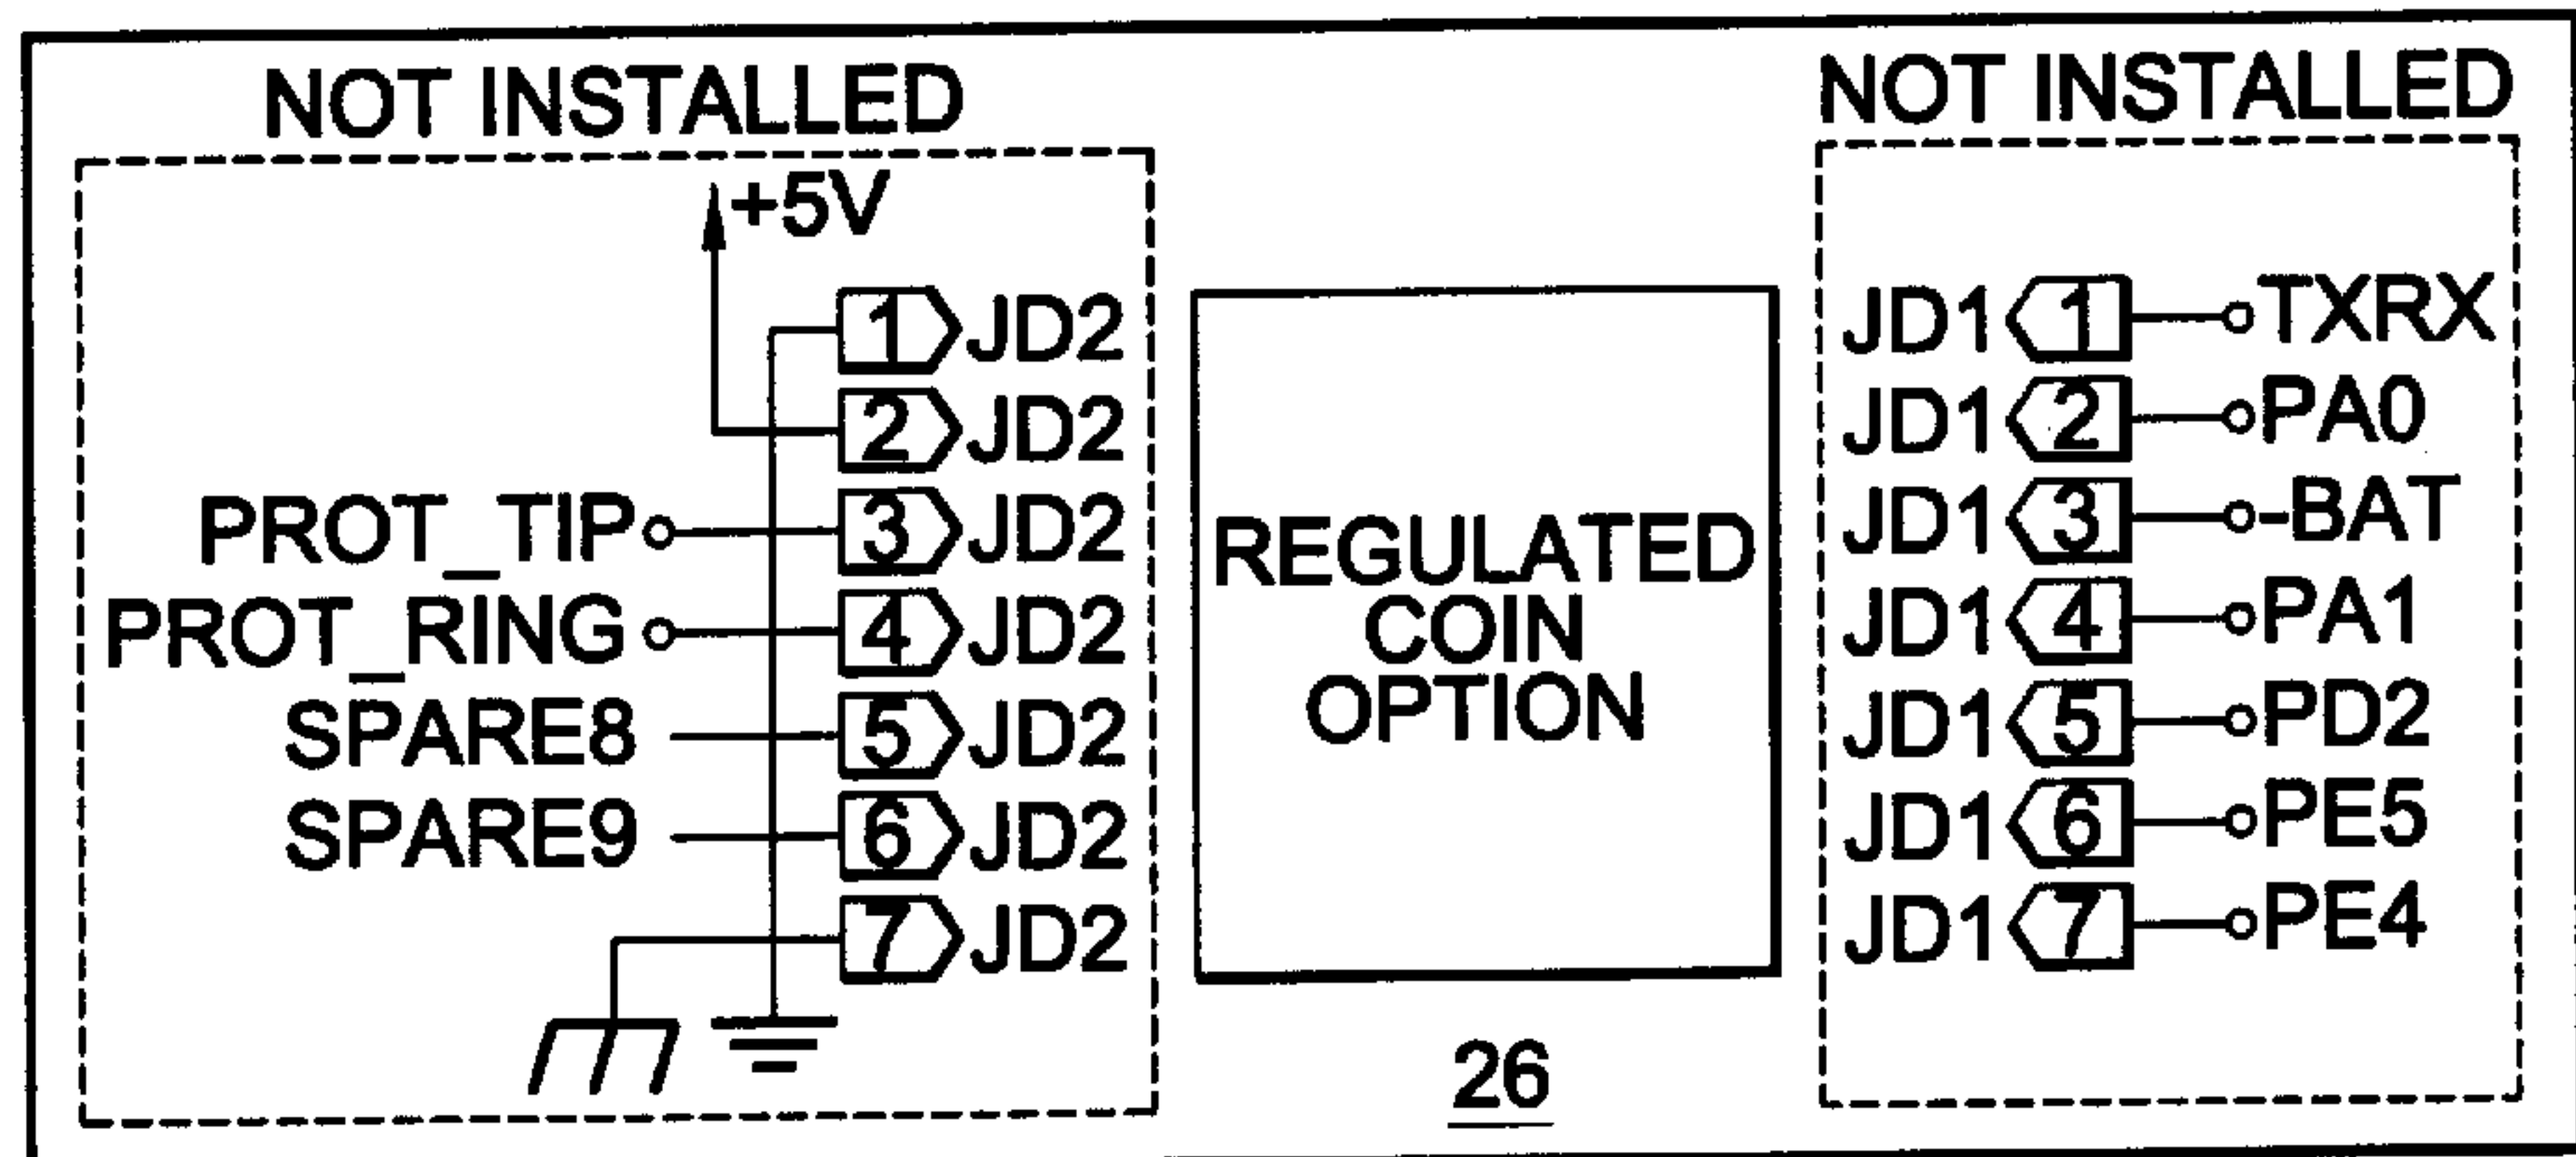 NOT INSTALLED
NOT INSTALLED
+5V
1 JD2
2 JD2
PROT_TIP 3 JD2
PROT_RING 4 JD2
SPARE8 5 JD2
SPARE9 6 JD2
7 JD2
REGULATED
COIN
OPTION
26
JD1 1 TXRX
JD1 2 PA0
JD1 3 -BAT
JD1 4 PA1
JD1 5 PD2
JD1 6 PE5
JD1 7 PE4